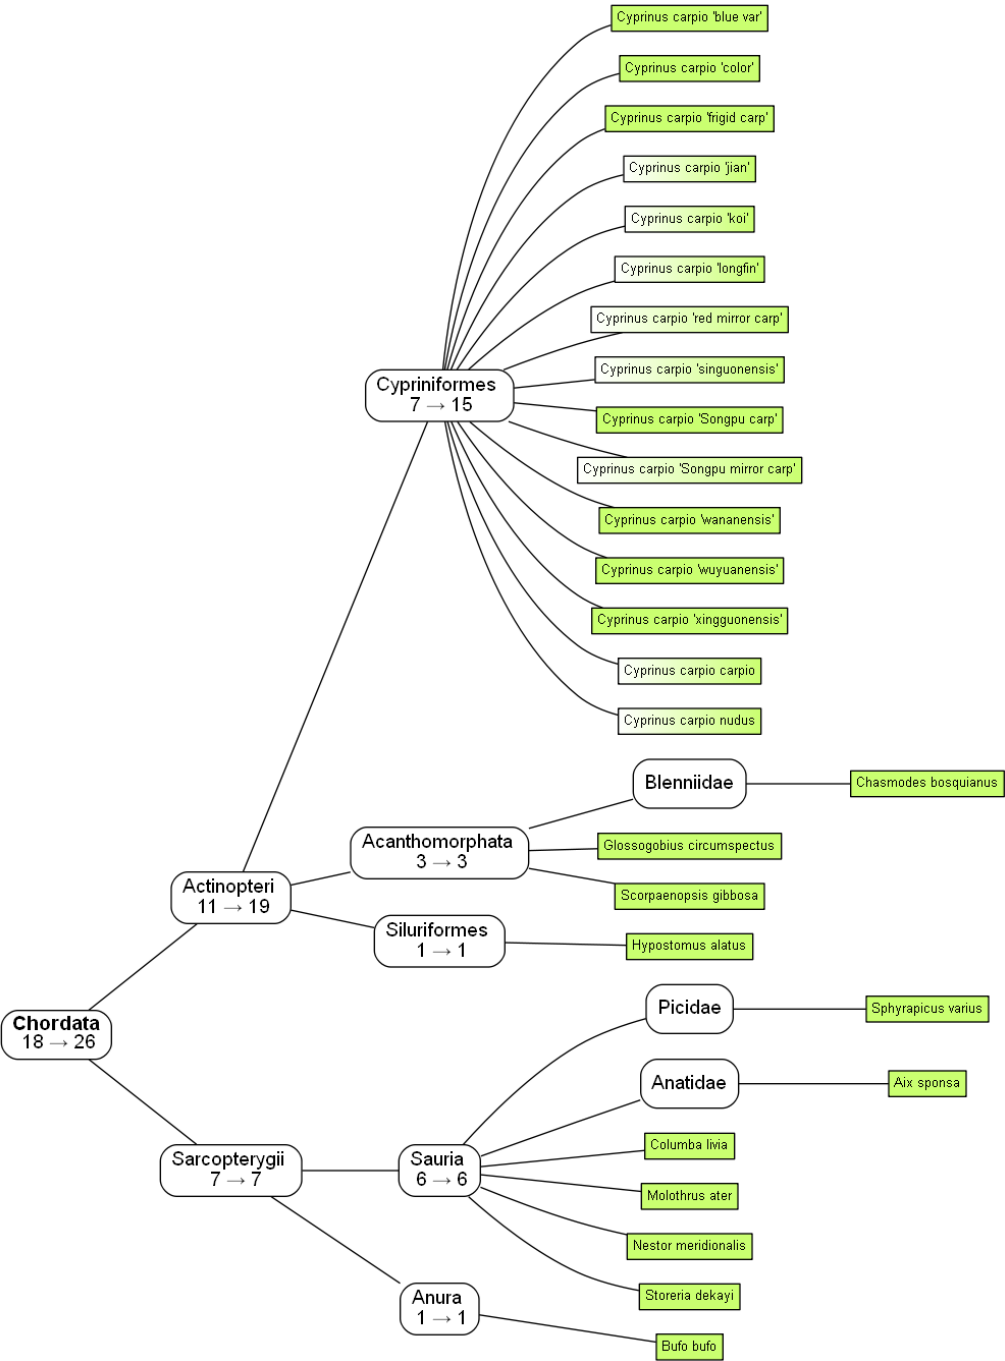 Cyprinus carpio 'blue var'
Cyprinus carpio 'color'
Cyprinus carpio 'frigid carp'
Cyprinus carpio 'jian'
Cyprinus carpio 'koi'
Cyprinus carpio 'longfin'
Cyprinus carpio 'red mirror carp'
Cyprinus carpio 'singuonensis'
Cypriniformes
7 → 15
Cyprinus carpio 'Songpu carp'
Cyprinus carpio 'Songpu mirror carp'
Cyprinus carpio 'wananensis'
Cyprinus carpio 'wuyuanensis'
Cyprinus carpio 'xingguonensis'
Cyprinus carpio carpio
Cyprinus carpio nudus
Blenniidae
Chasmodes bosquianus
Acanthomorphata
3 → 3
Glossogobius circumspectus
Scorpaenopsis gibbosa
Actinopteri
11 → 19
Siluriformes
1 → 1
Hypostomus alatus
Chordata
18 → 26
Picidae
Sphyrapicus varius
Anatidae
Aix sponsa
Columba livia
Sarcopterygii
7 → 7
Sauria
6 → 6
Molothrus ater
Nestor meridionalis
Storeria dekayi
Anura
1 → 1
Bufo bufo